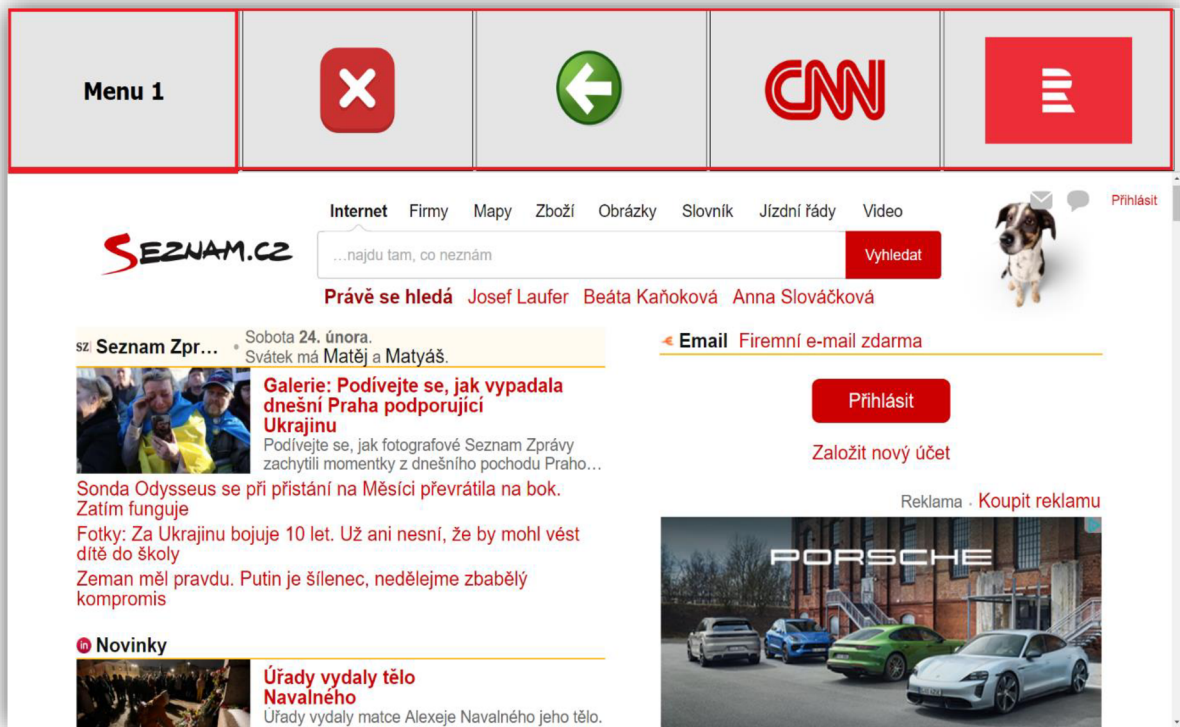 Menu 1
CNN
Internet Firmy Mapy Zboží Obrázky Slovník Jízdní řády Video
Přihlásit
SEZNAM.CZ
...najdu tam, co neznám
Vyhledat
Právě se hledá Josef Laufer Beáta Kaňoková Anna Slováčková
SZ Seznam Zpr...
Sobota 24. února.
Svátek má Matěj a Matyáš.
Galerie: Podívejte se, jak vypadala
dnešní Praha podporující
Ukrajinu
Podívejte se, jak fotografové Seznam Zprávy
zachytili momentky z dnešního pochodu Praho...
Sonda Odysseus se při přistání na Měsíci převrátila na bok.
Zatím funguje
Fotky: Za Ukrajinu bojuje 10 let. Už ani nesní, že by mohl vést
dítě do školy
Zeman měl pravdu. Putin je šílenec, nedělejme zbabělý
kompromis
in Novinky
Úřady vydaly tělo
Navalného
Úřady vydaly matce Alexeje Navalného jeho tělo.
€ Email Firemní e-mail zdarma
Přihlásit
Založit nový účet
Reklama · Koupit reklamu
PORSCHE